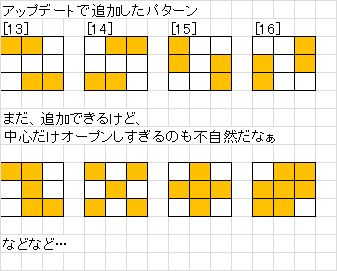 アップデートで追加したパターン
[13] [14] [15] [16]
まだ、追加できるけど、
中心だけオープンしすぎるのも不自然だなぁ
などなど…